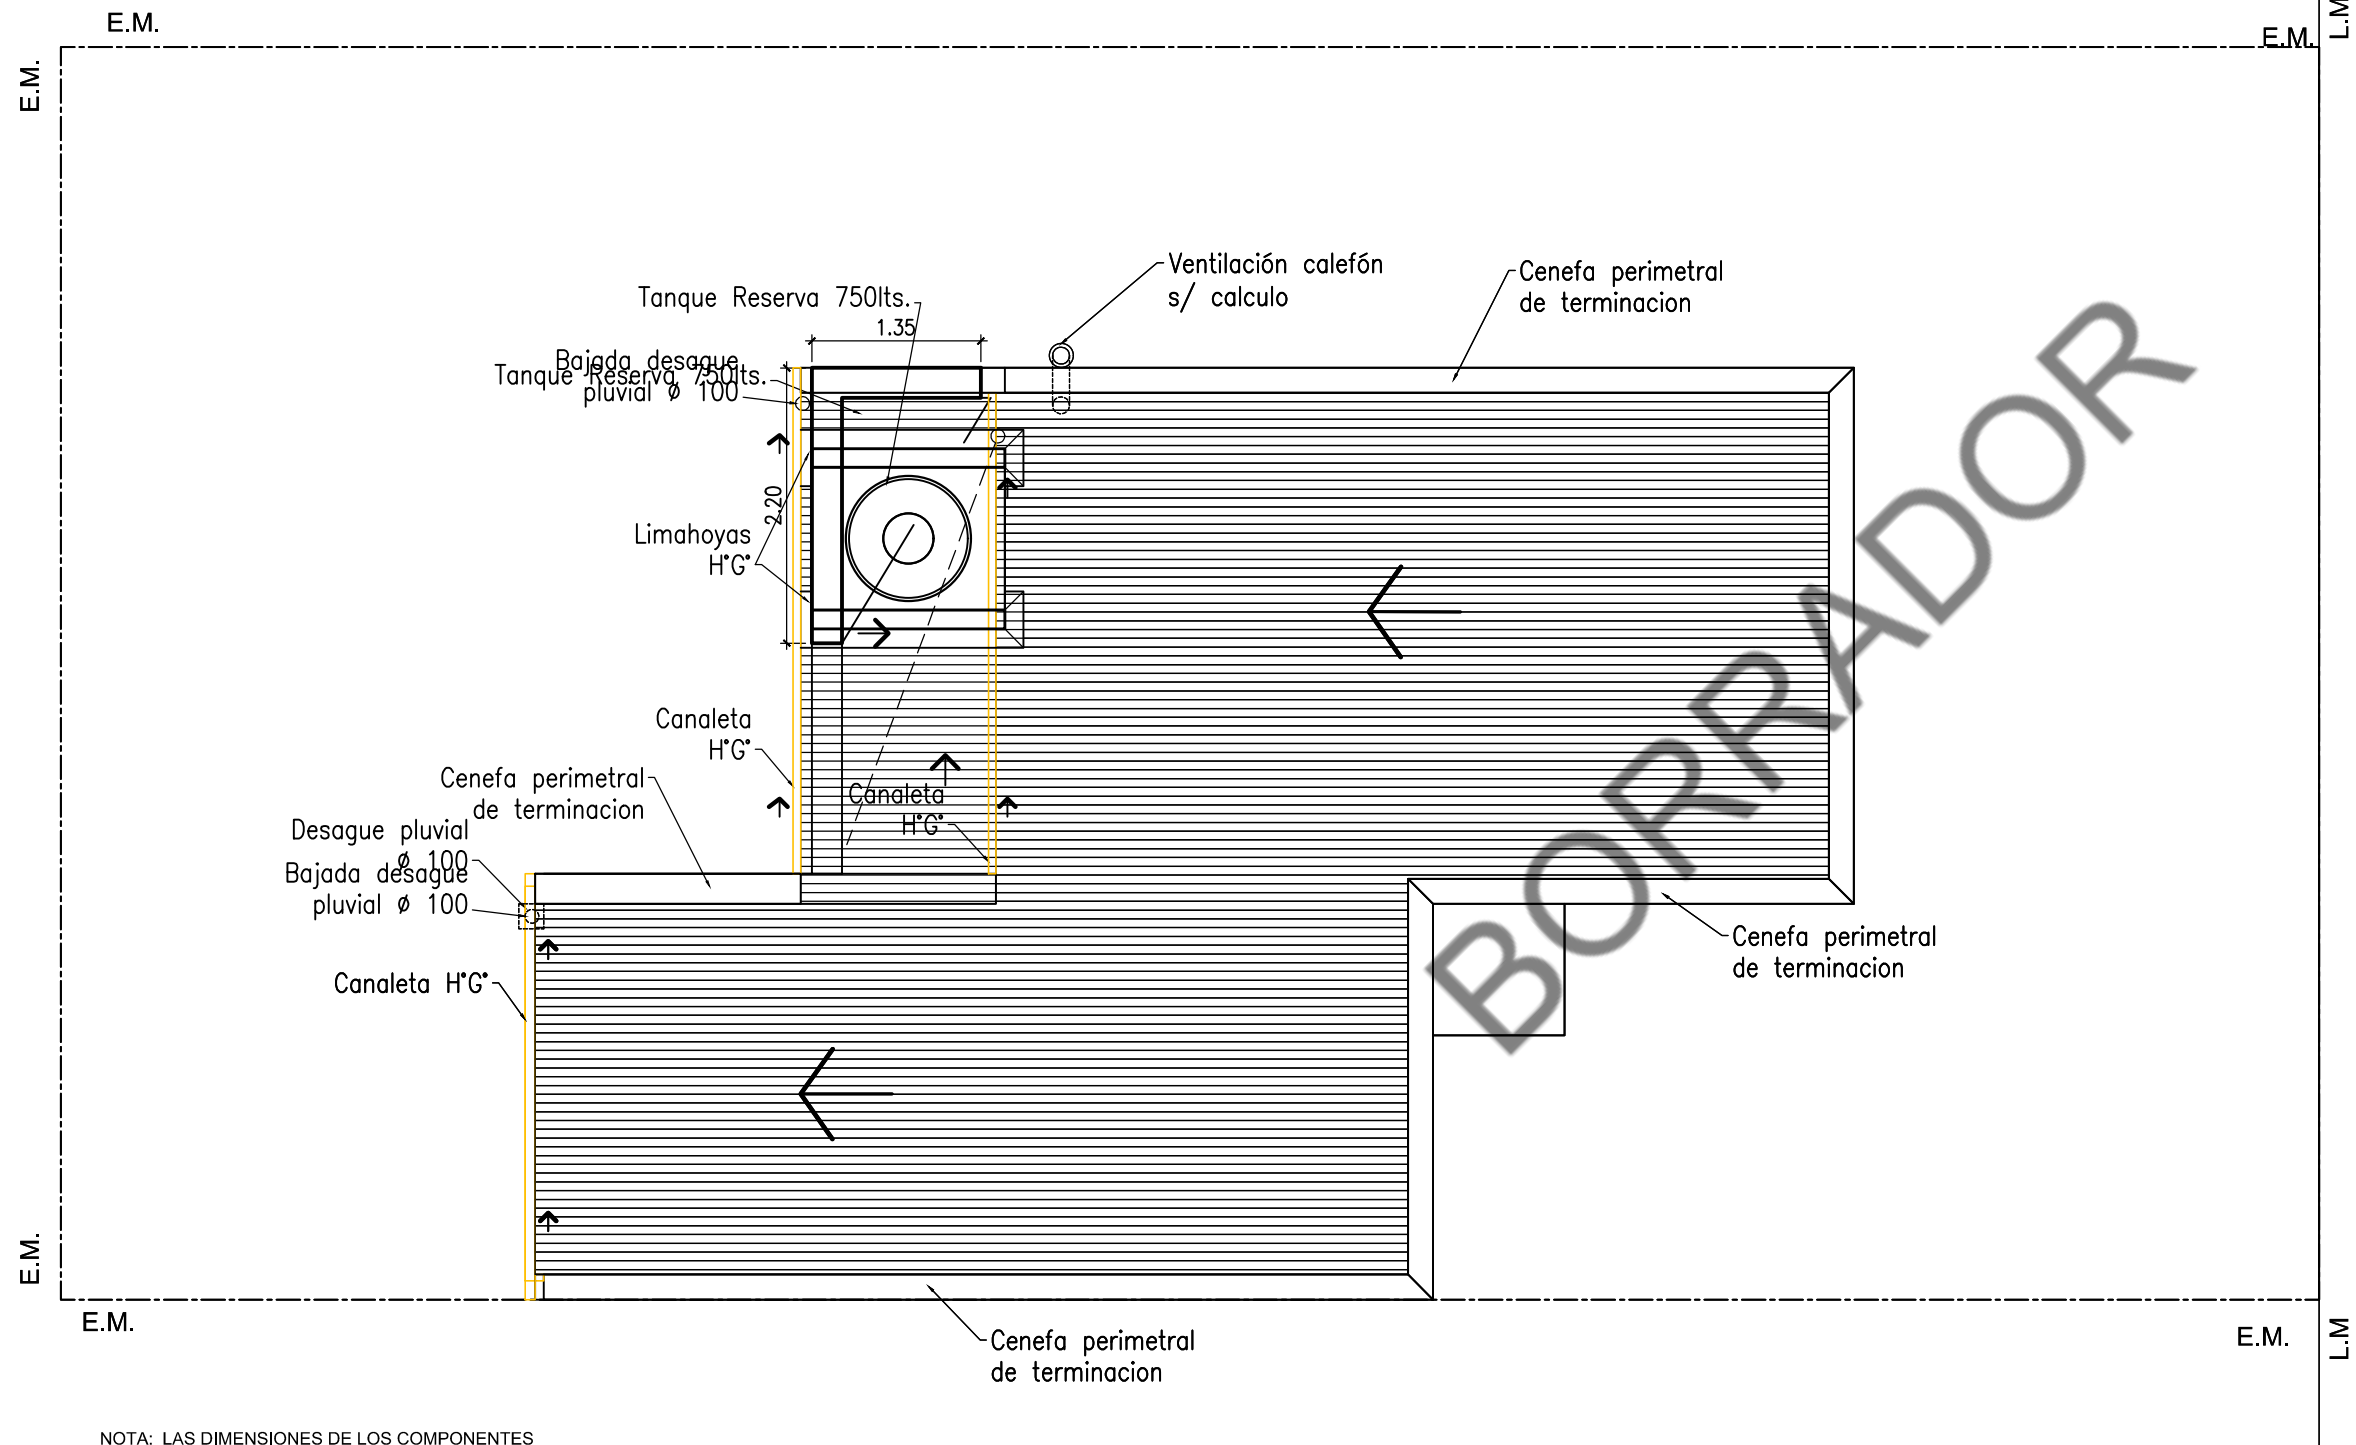 E.M.
L.M
E.M.
E.M.
Ventilación calefón
s/ calculo
Cenefa perimetral
de terminacion
Tanque Reserva 750lts.
1.35
Bajada desague
pluvial ø 100
Tanque Reserva 750lts.
2.20
Limahoyas
H°G°
Canaleta
H°G°
Cenefa perimetral
de terminacion
Canaleta
H°G°
Desague pluvial
ø 100
Bajada desague
pluvial ø 100
Canaleta H°G°
Cenefa perimetral
de terminacion
BORRADOR
E.M.
E.M.
E.M.
L.M
Cenefa perimetral
de terminacion
NOTA: LAS DIMENSIONES DE LOS COMPONENTES